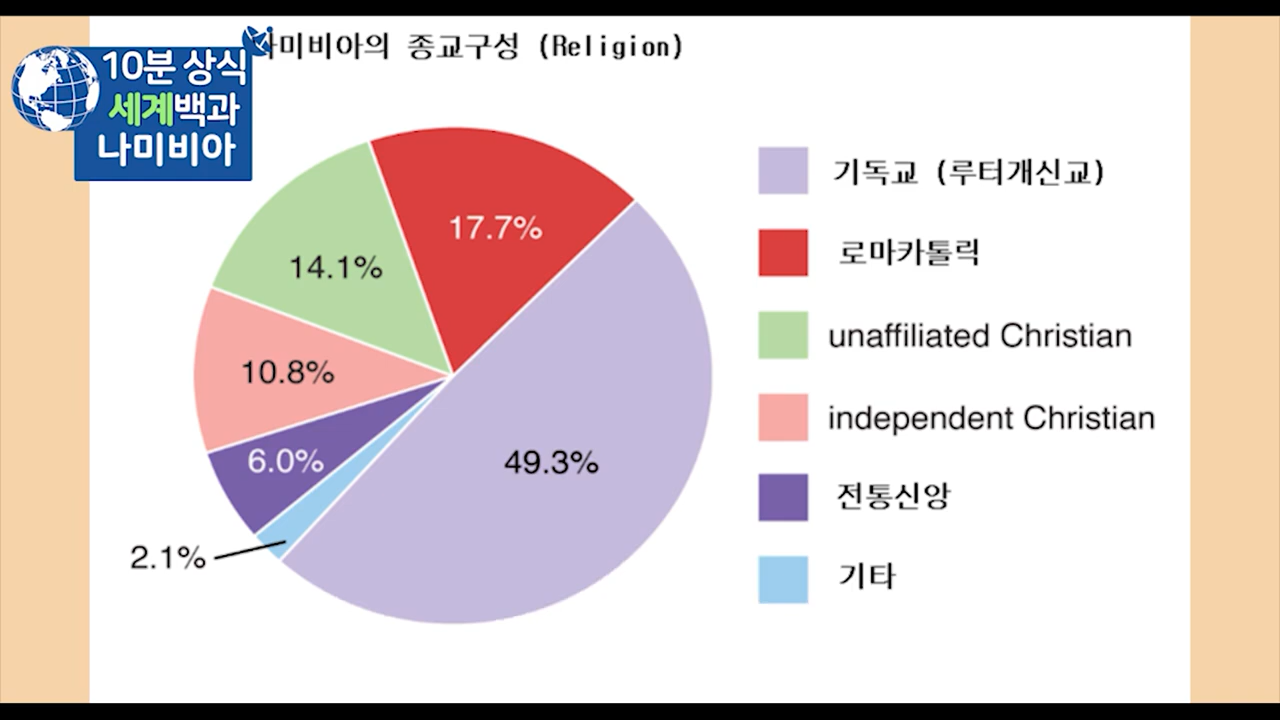 10분 상식
세계백과
나미비아
나미비아의 종교구성 (Religion)
17.7%
14.1%
10.8%
6.0%
2.1%
49.3%
기독교 (루터개신교)
로마카톨릭
unaffiliated Christian
independent Christian
전통신앙
기타